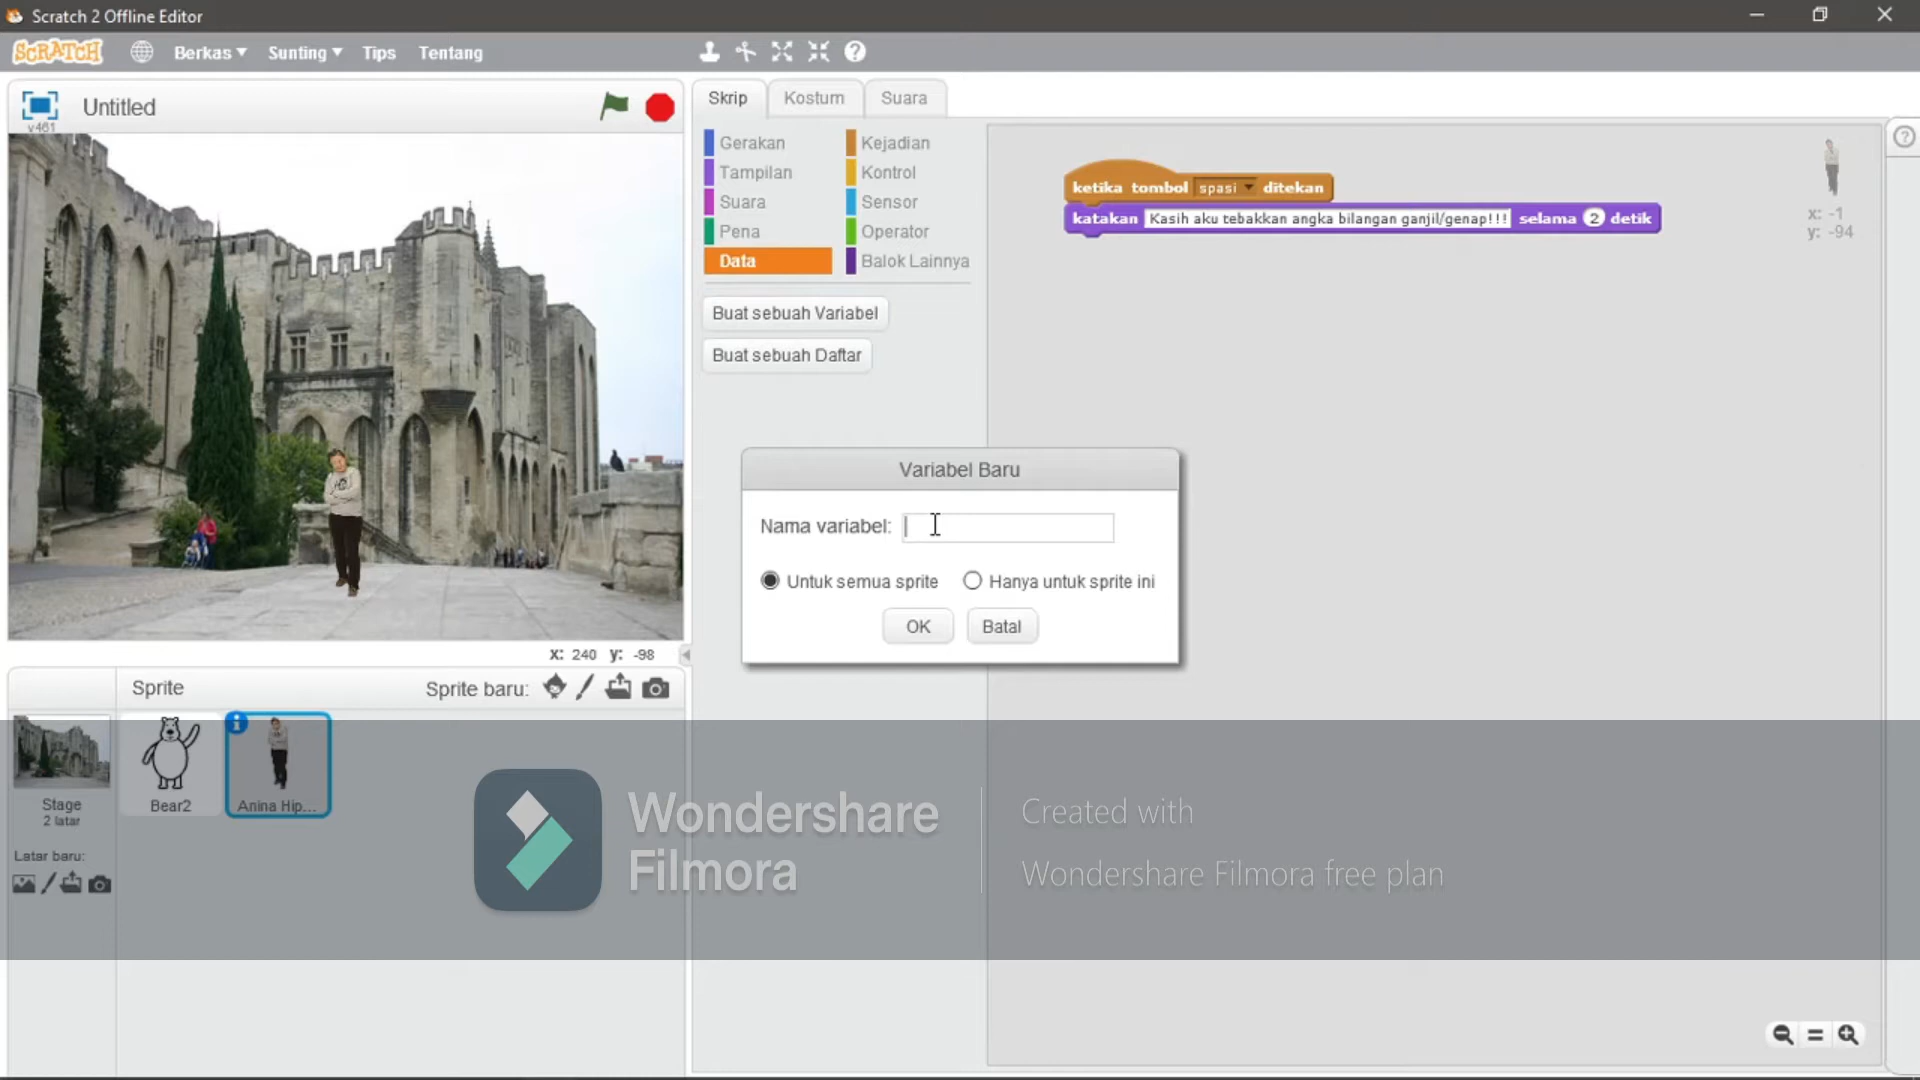 Scratch 2 Offline Editor
SCRATCH
Berkas
Sunting
Tips
Tentang
v461
Untitled
Skrip
Kostum
Suara
Gerakan
Kejadian
Tampilan
Kontrol
Suara
Sensor
Pena
Operator
Data
Balok Lainnya
Buat sebuah Variabel
Buat sebuah Daftar
ketika tombol spasi ditekan
katakan Kasih aku tebakkan angka bilangan ganjil/genap!!! selama 2 detik
x: -1
y: -94
Variabel Baru
Nama variabel:
Untuk semua sprite
Hanya untuk sprite ini
OK
Batal
x: 240 y: -98
Sprite
Sprite baru:
Stage
2 latar
Bear2
Anina Hip...
Latar baru:
Wondershare
Filmora
Created with
Wondershare Filmora free plan